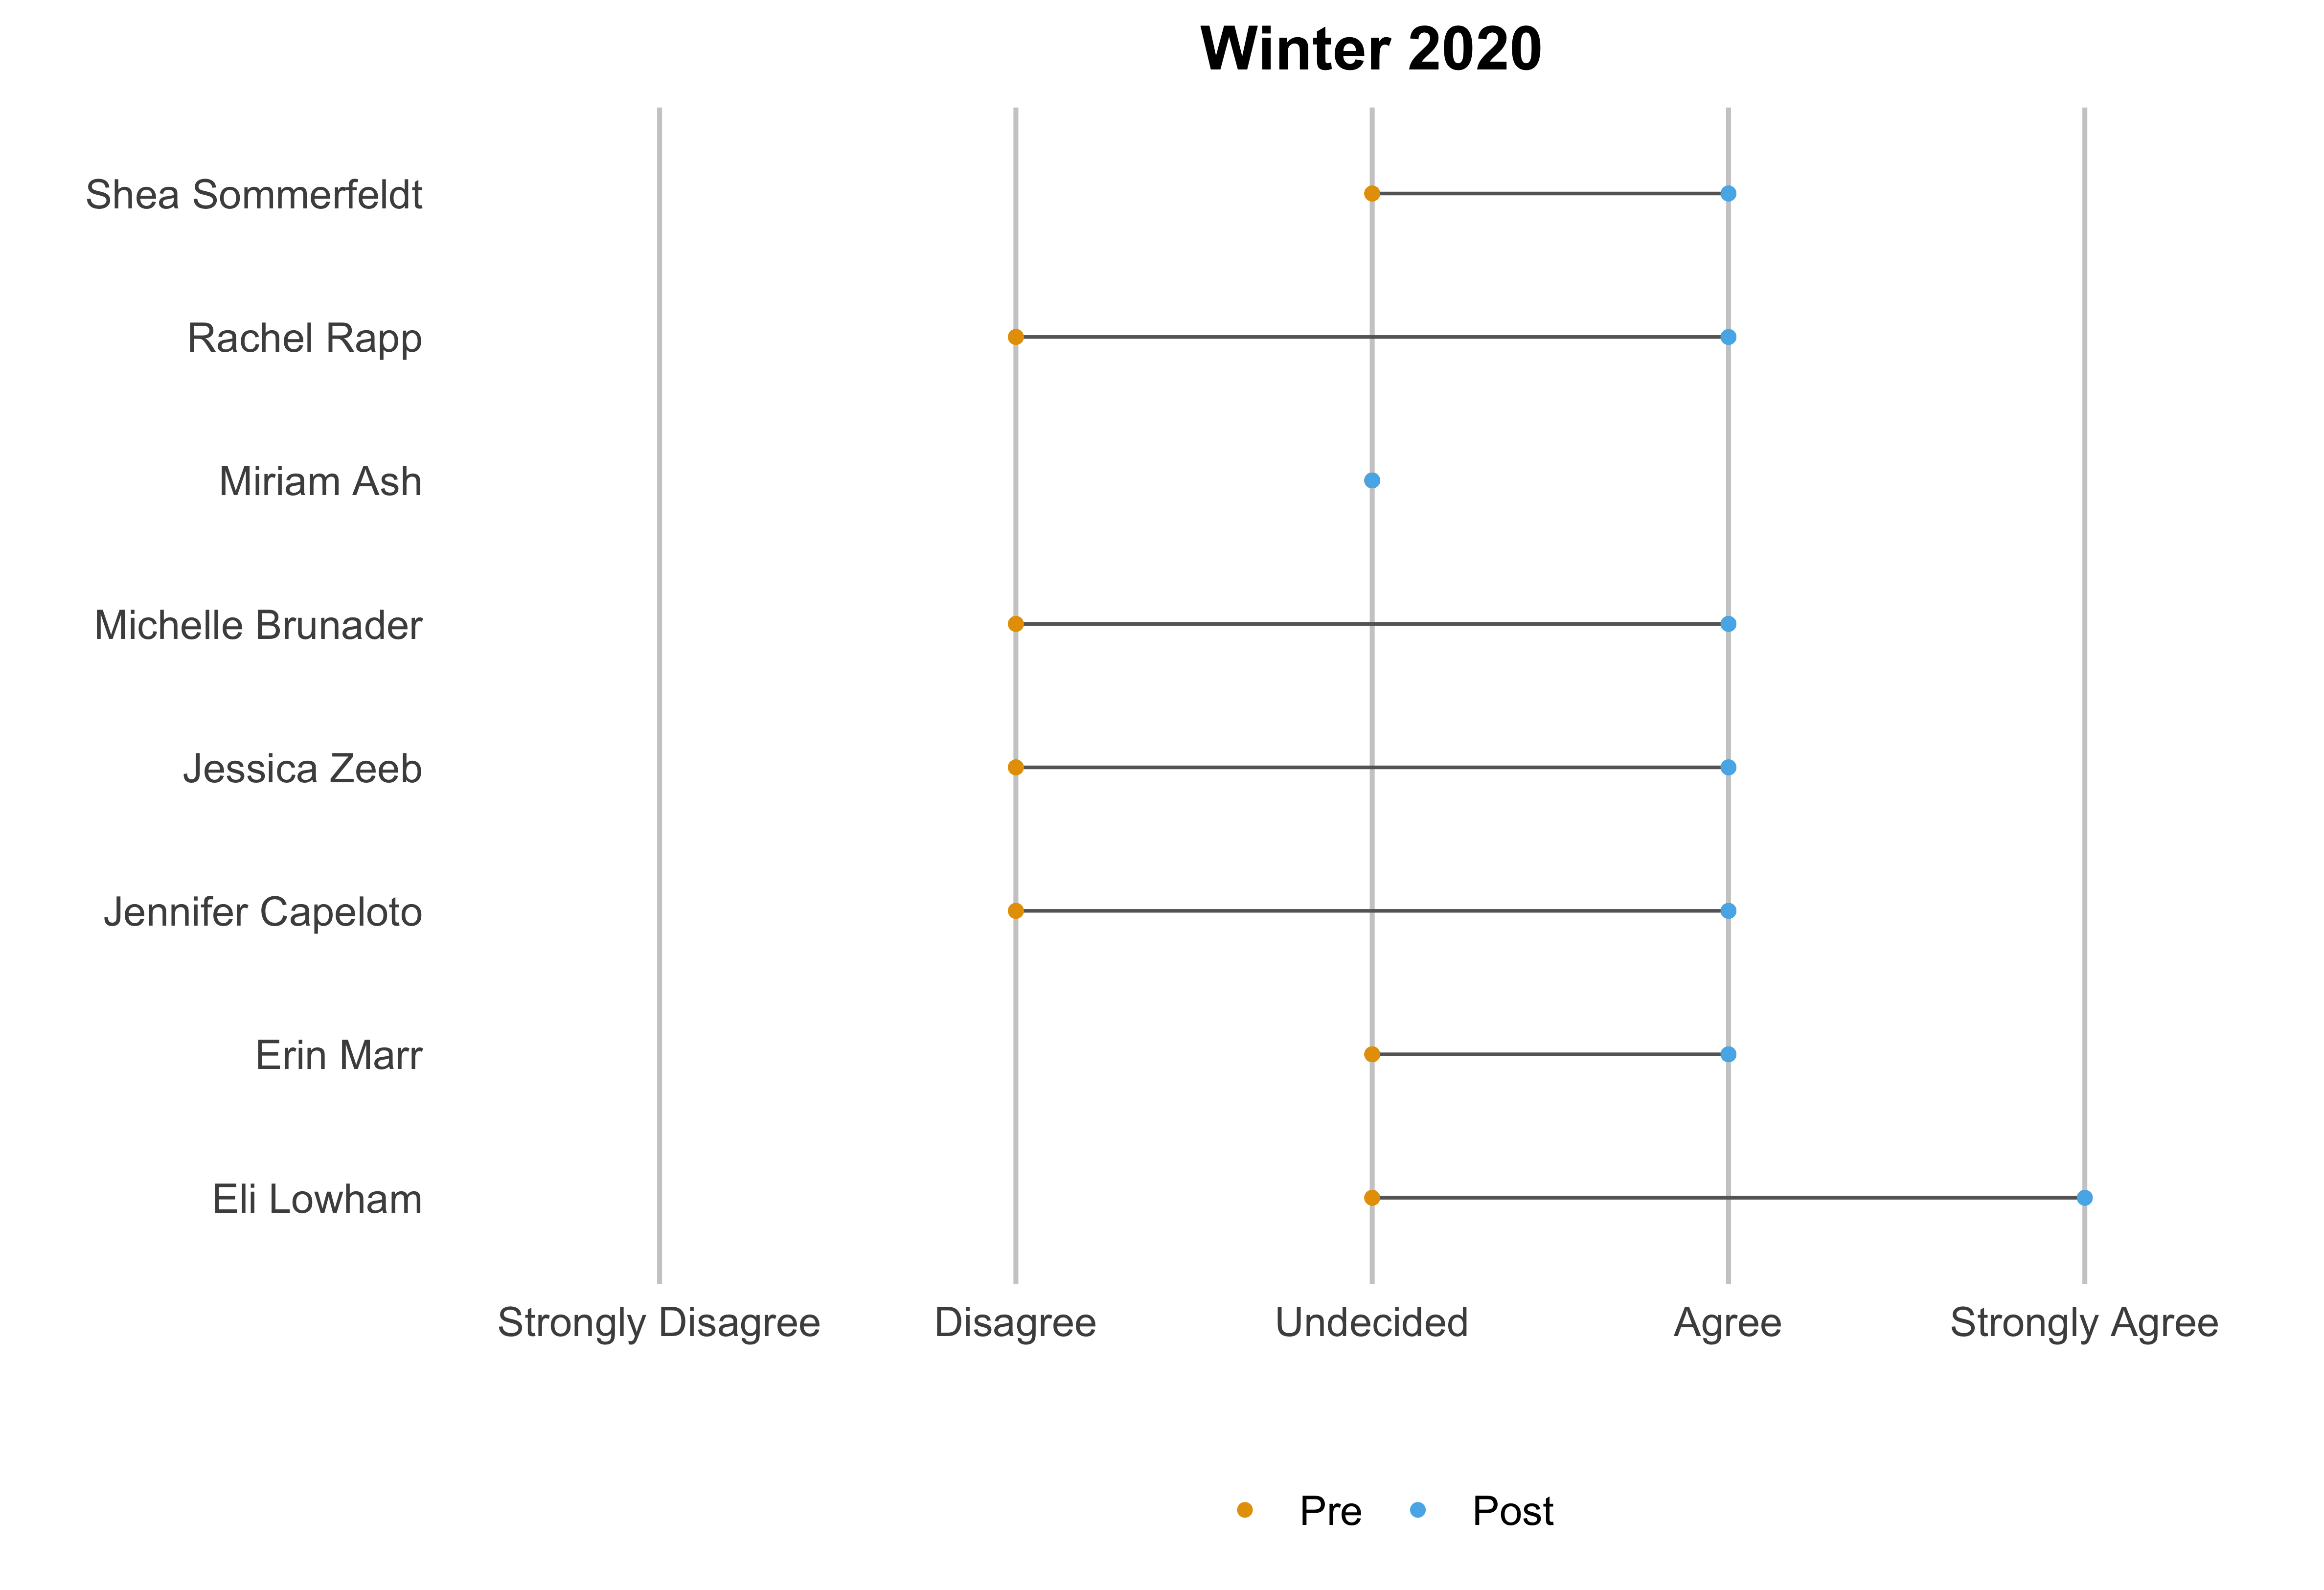 Winter 2020
Shea Sommerfeldt
Rachel Rapp
Miriam Ash
Michelle Brunader
Jessica Zeeb
Jennifer Capeloto
Erin Marr
Eli Lowham
Strongly Disagree Disagree Undecided Agree Strongly Agree
Pre Post